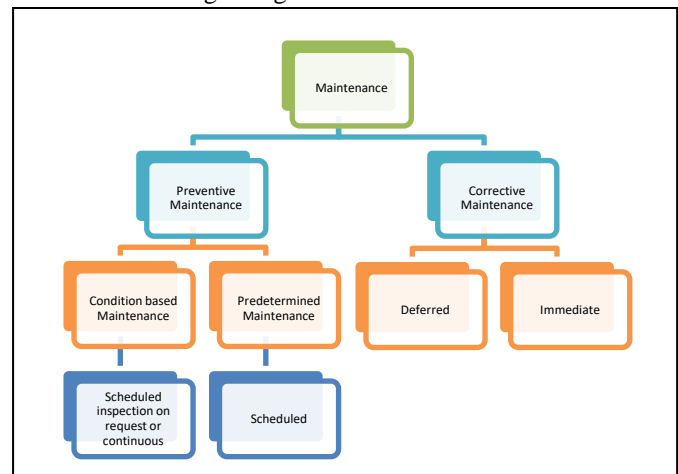 Maintenance
Preventive
Maintenance
Corrective
Maintenance
Condition based
Maintenance
Predetermined
Maintenance
Deferred
Immediate
Scheduled
inspection on
request or
continuous
Scheduled